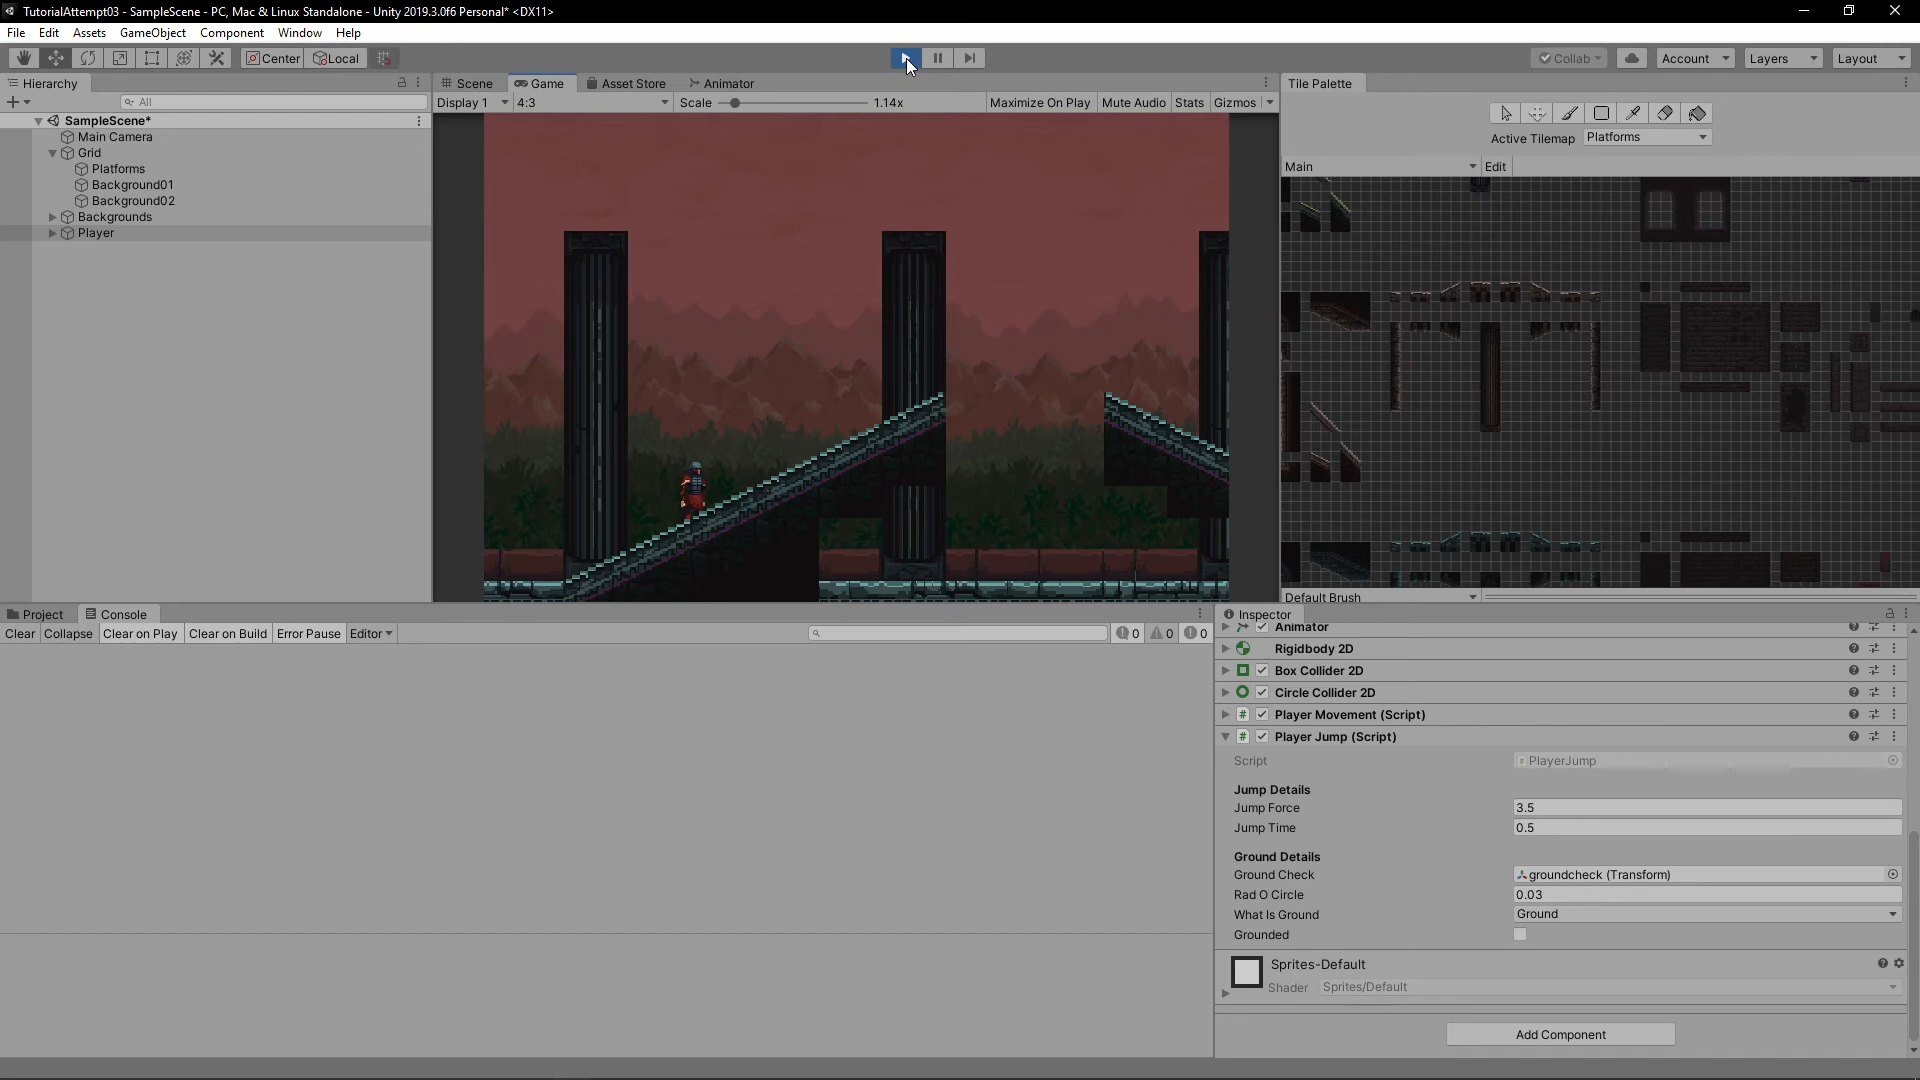 TutorialAttempt03 - SampleScene - PC, Mac & Linux Standalone - Unity 2019.3.0f6 Personal* <DX11>
File Edit Assets GameObject Component Window Help
Center Local Collab Account Layers Layout
Hierarchy
All
SampleScene*
Main Camera
Grid
Platforms
Background01
Background02
Backgrounds
Player
Scene Game Asset Store Animator
Display 1 4:3 Scale 1.14x Maximize On Play Mute Audio Stats Gizmos
Tile Palette
Active Tilemap Platforms
Main Edit
Default Brush
Project Console
Clear Collapse Clear on Play Clear on Build Error Pause Editor 0 0 0
Inspector
Animator
Rigidbody 2D
Box Collider 2D
Circle Collider 2D
Player Movement (Script)
Player Jump (Script)
Script PlayerJump
Jump Details
Jump Force 3.5
Jump Time 0.5
Ground Details
Ground Check groundcheck (Transform)
Rad O Circle 0.03
What Is Ground Ground
Grounded
Sprites-Default
Shader Sprites/Default
Add Component